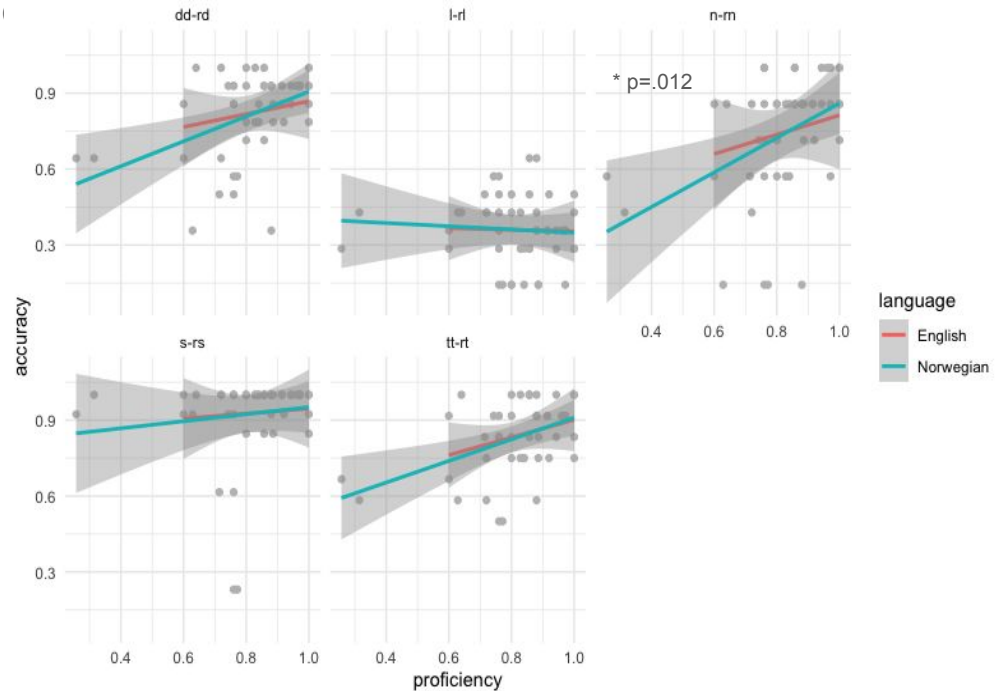 dd-rd
l-rl
n-rn
* p=.012
0.9
0.6
0.3
0.4 0.6 0.8 1.0
s-rs
tt-rt
0.9
0.6
0.3
0.4 0.6 0.8 1.0
0.4 0.6 0.8 1.0
accuracy
proficiency
language
English
Norwegian